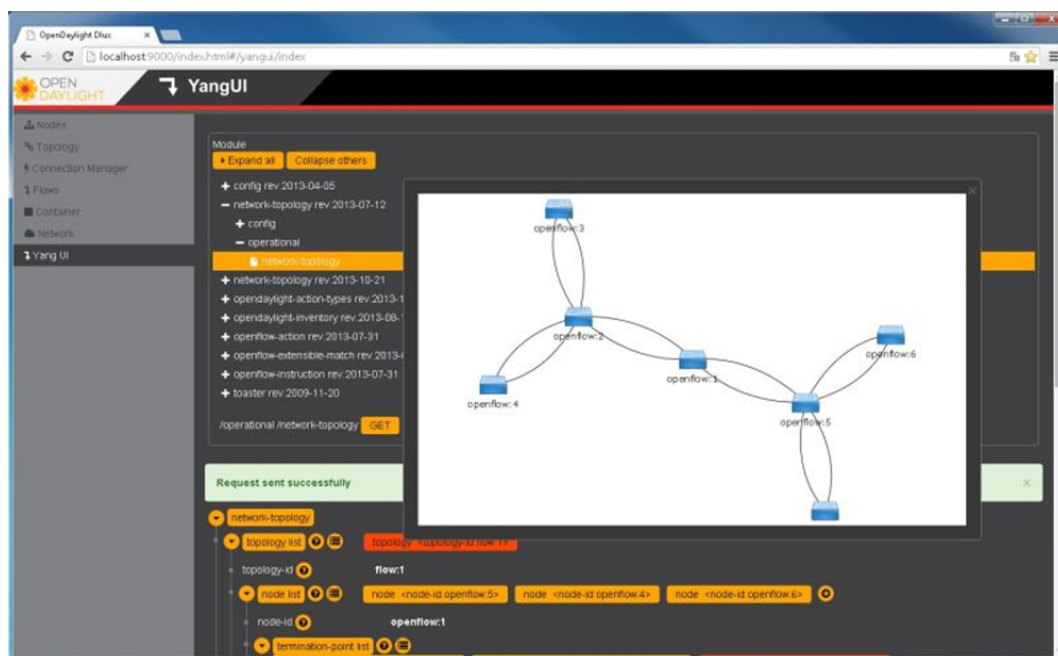 OpenDaylight Dlux
localhost:9000/index.html#/yangui/index
OPEN
DAYLIGHT
YangUI
Nodes
Topology
Connection Manager
Flows
Container
Network
Yang UI
Module
Expand all Collapse others
config rev.2013-04-05
network-topology rev.2013-07-12
config
operational
network-topology
network-topology rev.2013-10-21
opendaylight-action-types rev.2013-1
opendaylight-inventory rev.2013-08-
openflow-action rev.2013-07-31
openflow-extensible-match rev.2013-
openflow-instruction rev.2013-07-31
toaster rev.2009-11-20
/operational /network-topology GET
openflow:3
openflow:2
openflow:1
openflow:6
openflow:4
openflow:5
Request sent successfully
network-topology
topology list topology <topology-id:flow:1>
topology-id flow:1
node list node <node-id:openflow:5> node <node-id:openflow:4> node <node-id:openflow:6>
node-id openflow:1
termination-point list